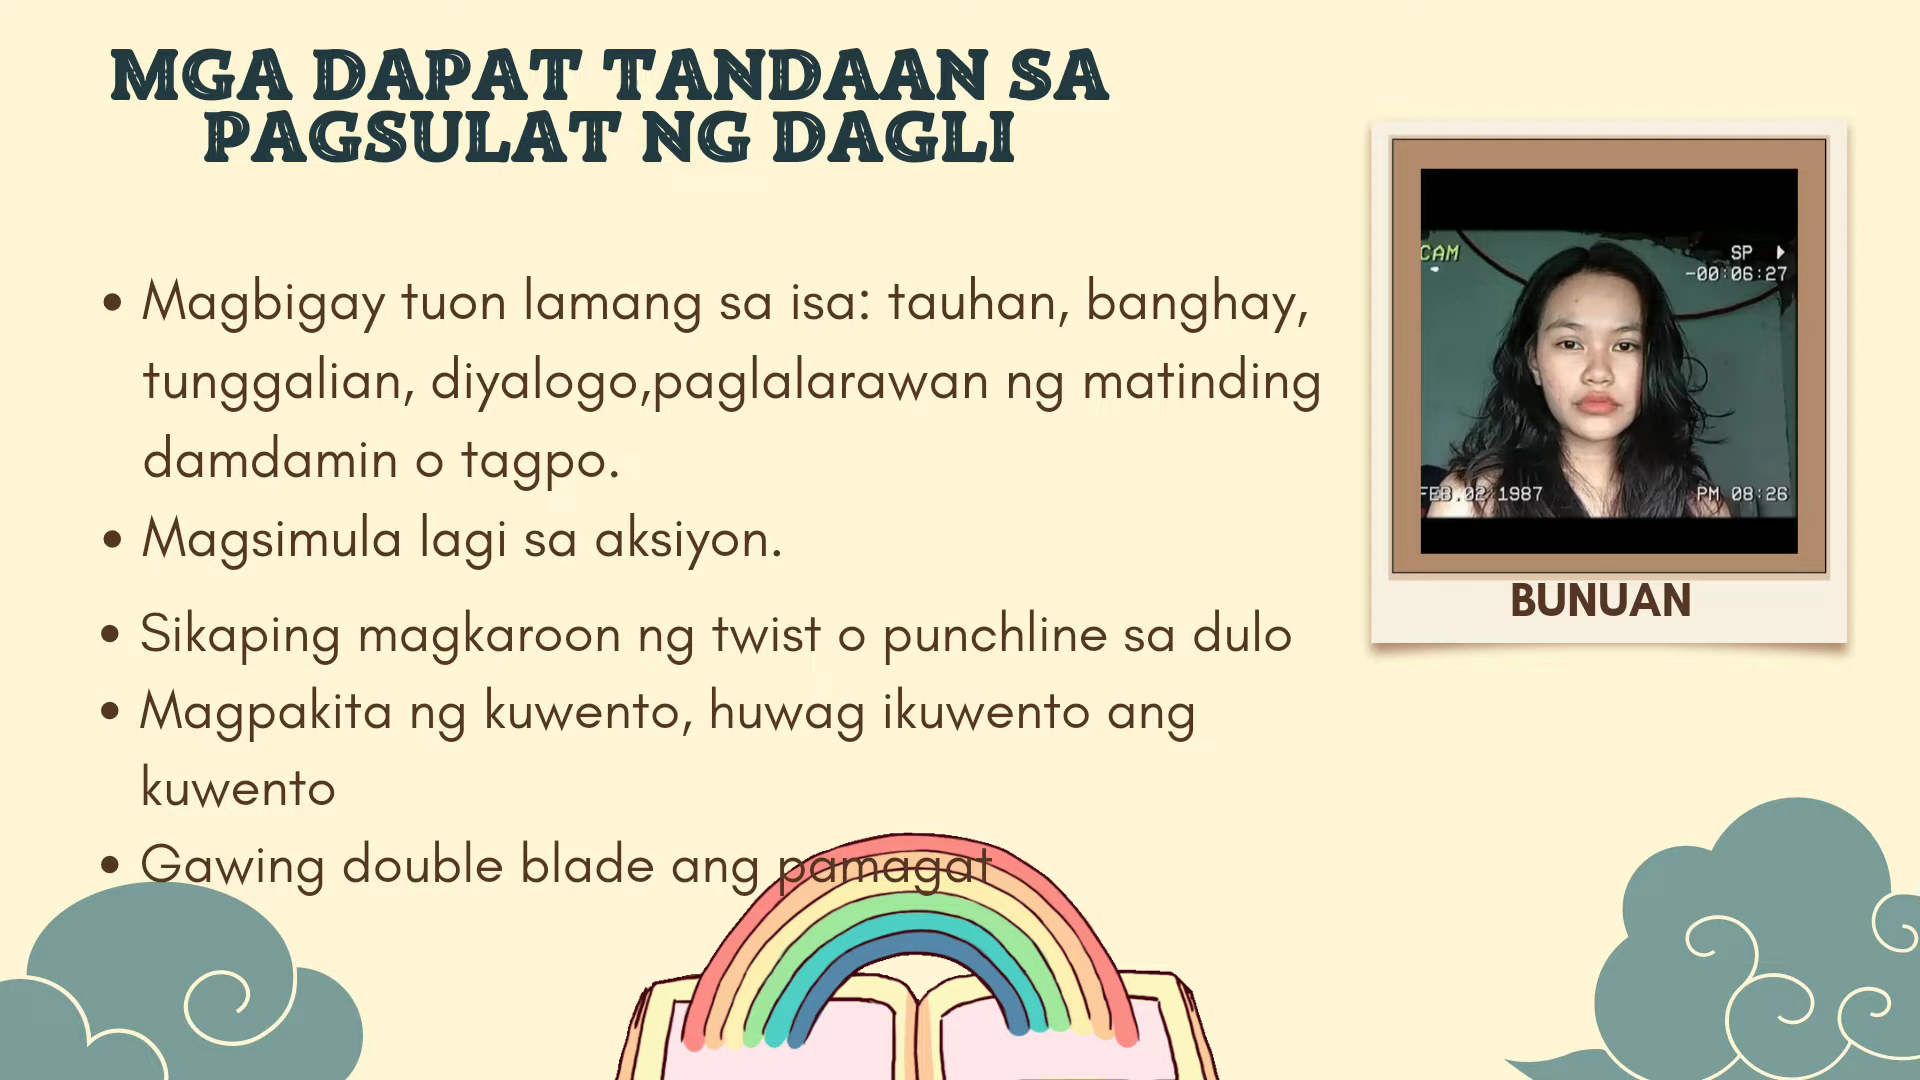 MGA DAPAT TANDAAN SA
PAGSULAT NG DAGLI
• Magbigay tuon lamang sa isa: tauhan, banghay,
tunggalian, diyalogo,paglalarawan ng matinding
damdamin o tagpo.
• Magsimula lagi sa aksiyon.
• Sikaping magkaroon ng twist o punchline sa dulo
• Magpakita ng kuwento, huwag ikuwento ang
kuwento
• Gawing double blade ang pamagat
CAM
SP
-00:06:27
FEB.02 1987
PM 08:26
BUNUAN